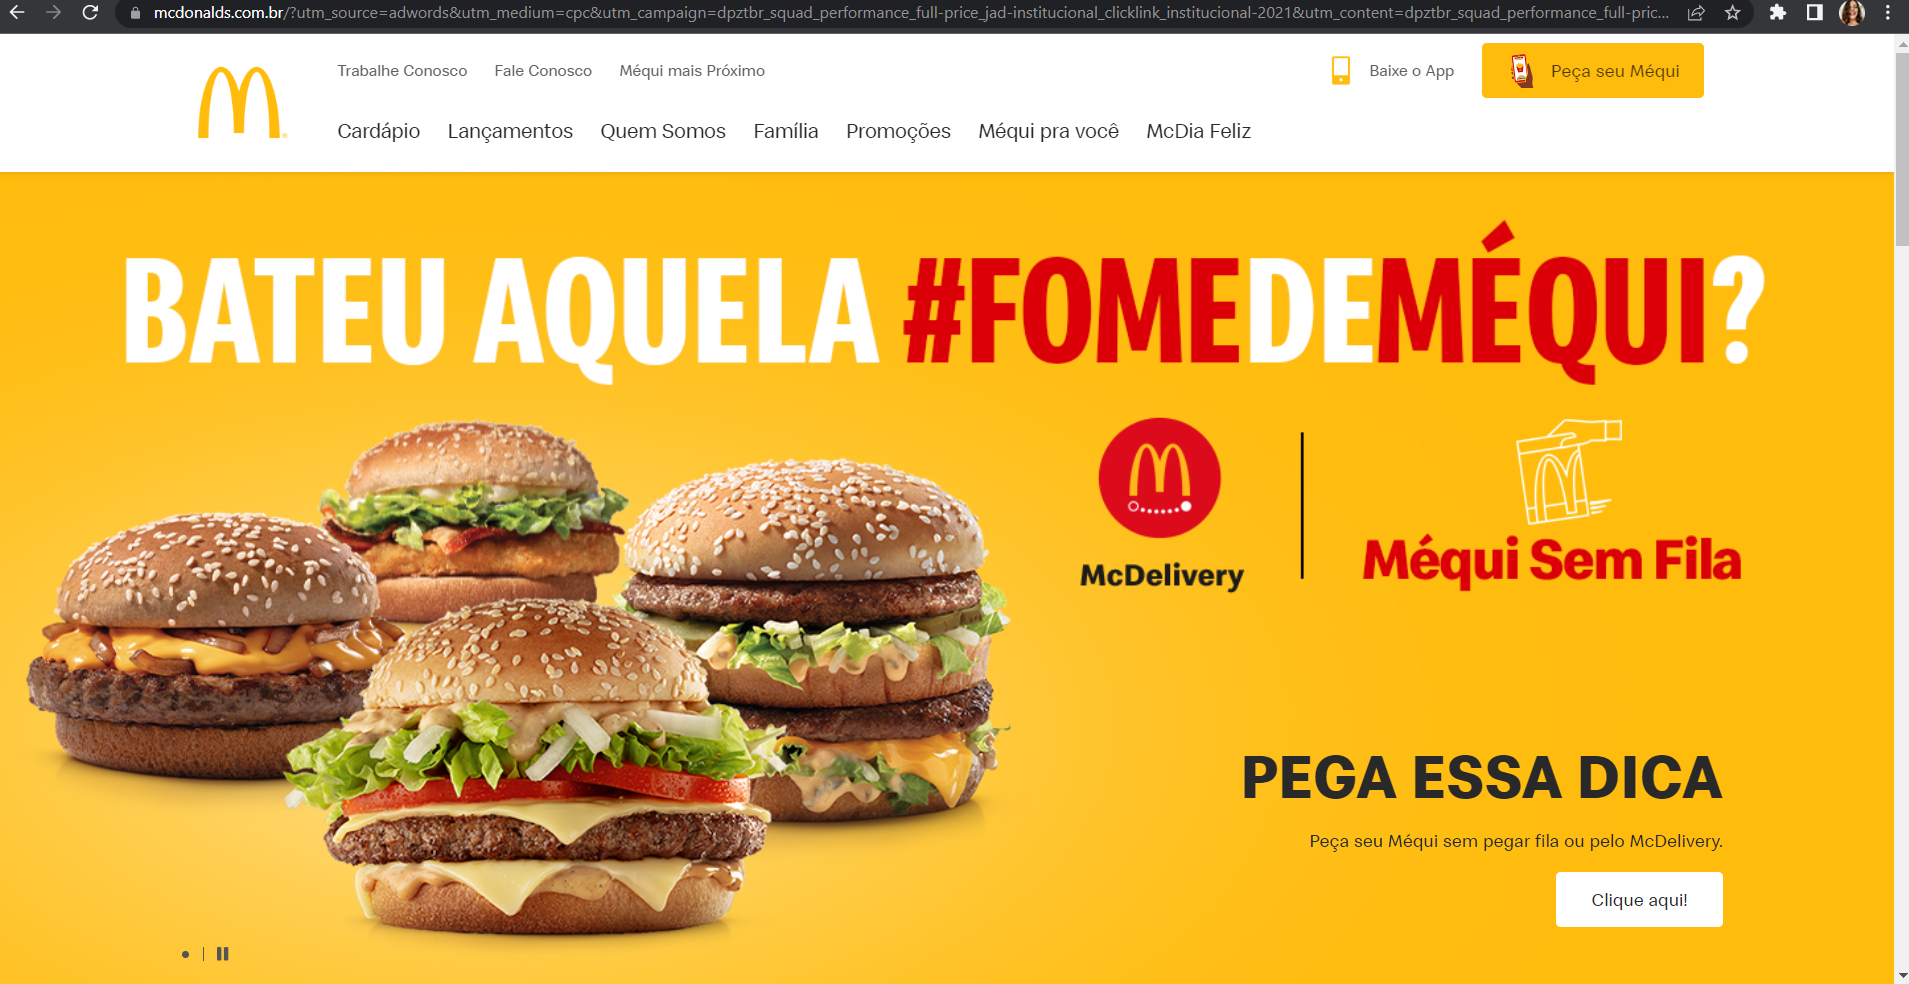 mcdonalds.com.br/?utm_source=adwords&utm_medium=cpc&utm_campaign=dpztbr_squad_performance_full-price_jad-institucional_clicklink_institucional-2021&utm_content=dpztbr_squad_performance_full-pric...
Trabalhe Conosco Fale Conosco Méqui mais Próximo Baixe o App Peça seu Méqui
Cardápio Lançamentos Quem Somos Família Promoções Méqui pra você McDia Feliz
BATEU AQUELA #FOMEDEMÉQUI?
McDelivery
Méqui Sem Fila
PEGA ESSA DICA
Peça seu Méqui sem pegar fila ou pelo McDelivery.
Clique aqui!